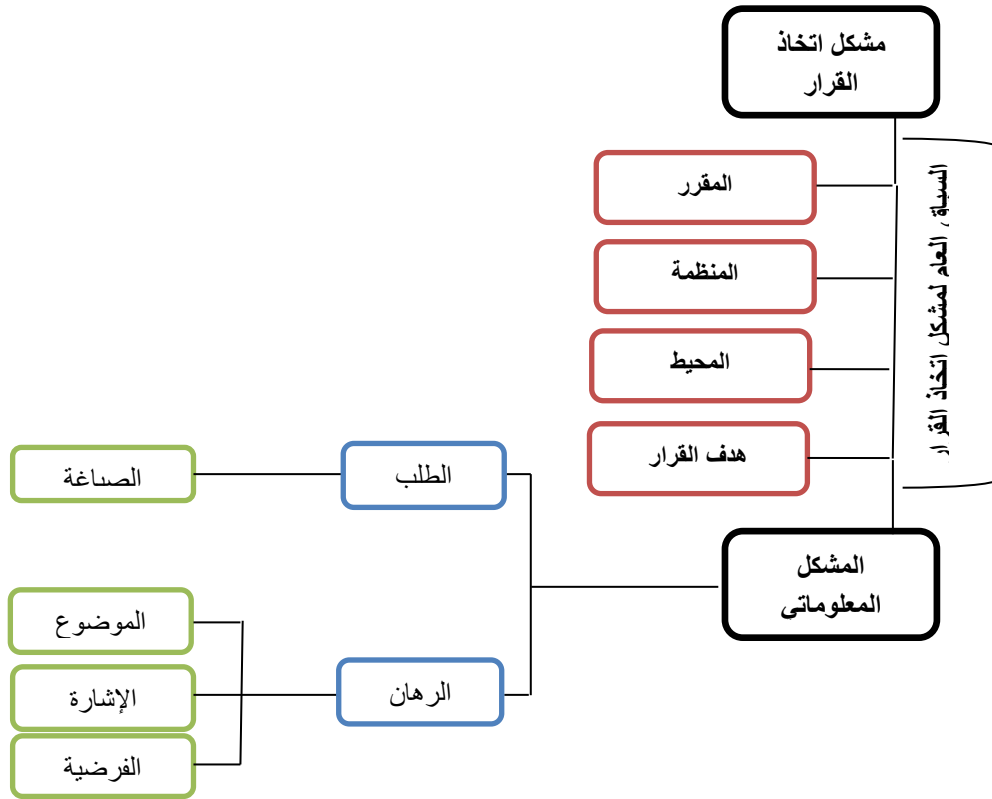 مشكل اتخاذ
القرار
المقرر
المنظمة
المحيط
هدف القرار
السياق العام لمشكل اتخاذ القرار
المشكل
المعلوماتي
الطلب
الصياغة
الرهان
الموضوع
الإشارة
الفرضية